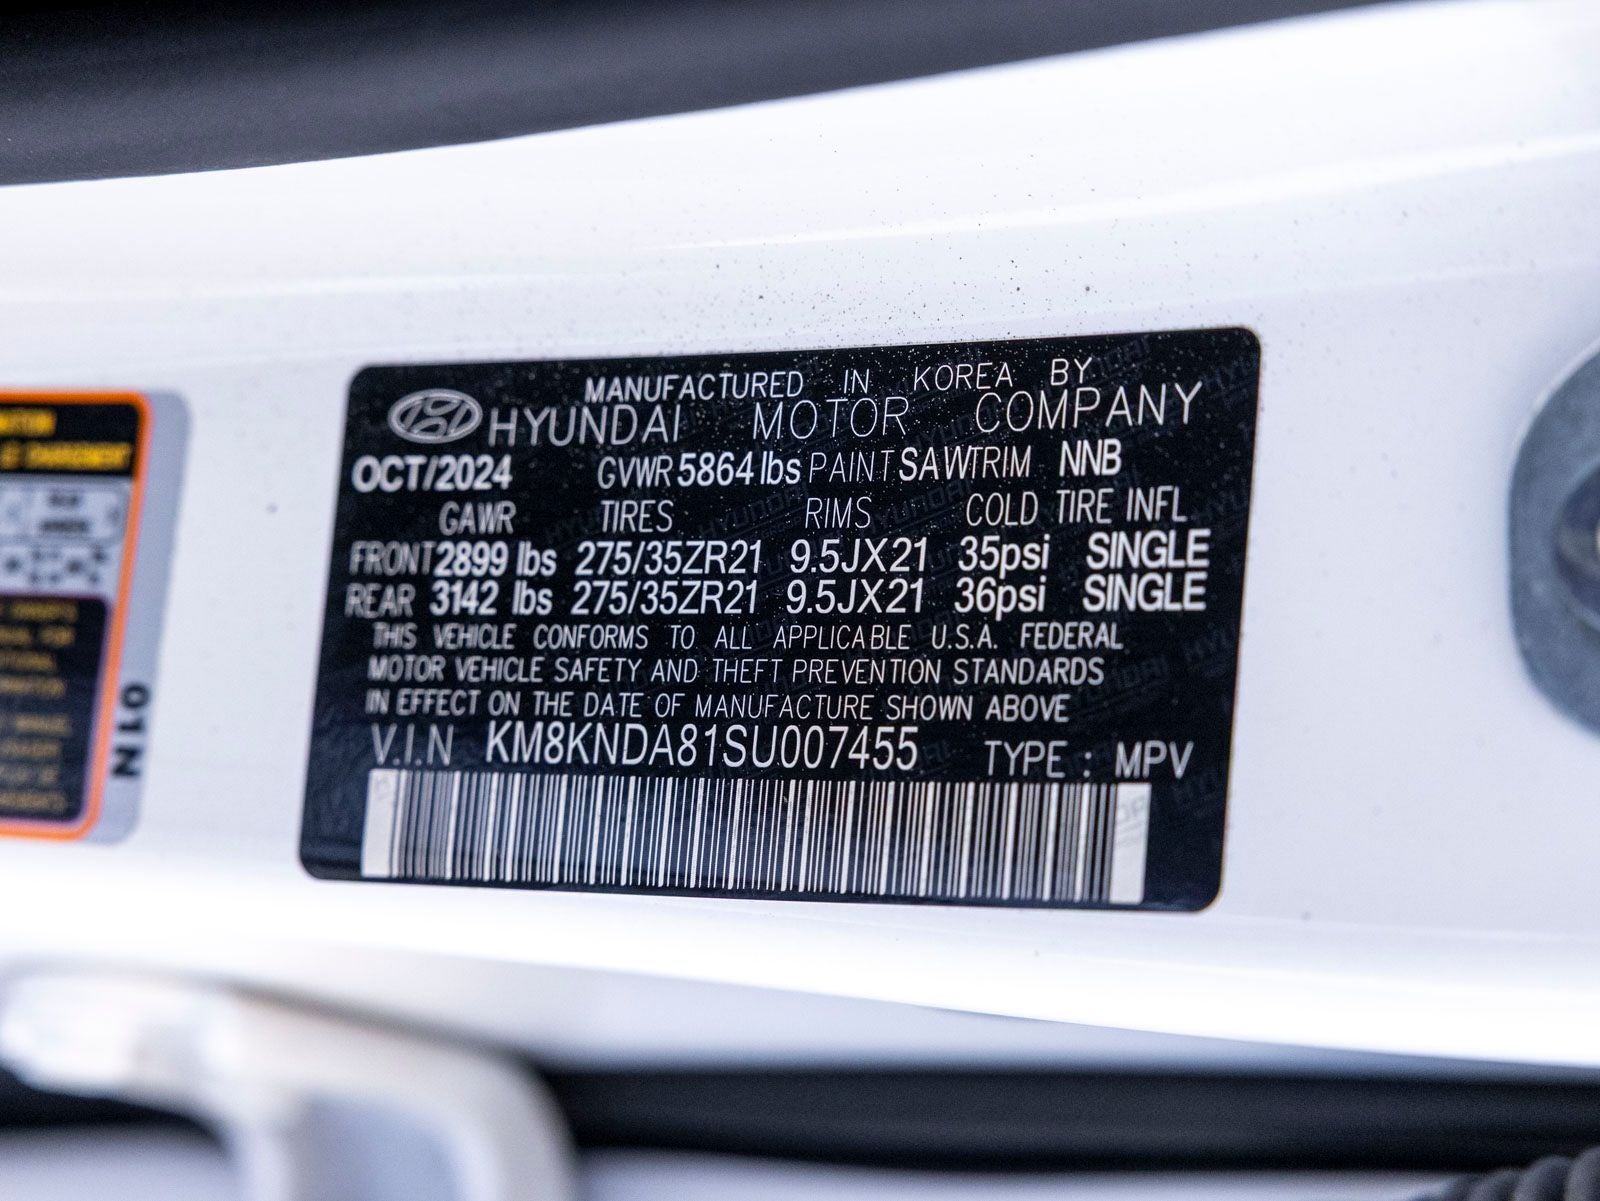 MANUFACTURED IN KOREA BY
HYUNDAI MOTOR COMPANY
OCT/2024 GVWR 5864 lbs PAINT SAW TRIM NNB
GAWR TIRES RIMS COLD TIRE INFL
FRONT 2899 lbs 275/35ZR21 9.5JX21 35psi SINGLE
REAR 3142 lbs 275/35ZR21 9.5JX21 36psi SINGLE
THIS VEHICLE CONFORMS TO ALL APPLICABLE U.S.A. FEDERAL
MOTOR VEHICLE SAFETY AND THEFT PREVENTION STANDARDS
IN EFFECT ON THE DATE OF MANUFACTURE SHOWN ABOVE
V.I.N KM8KNDA81SU007455 TYPE : MPV
01N